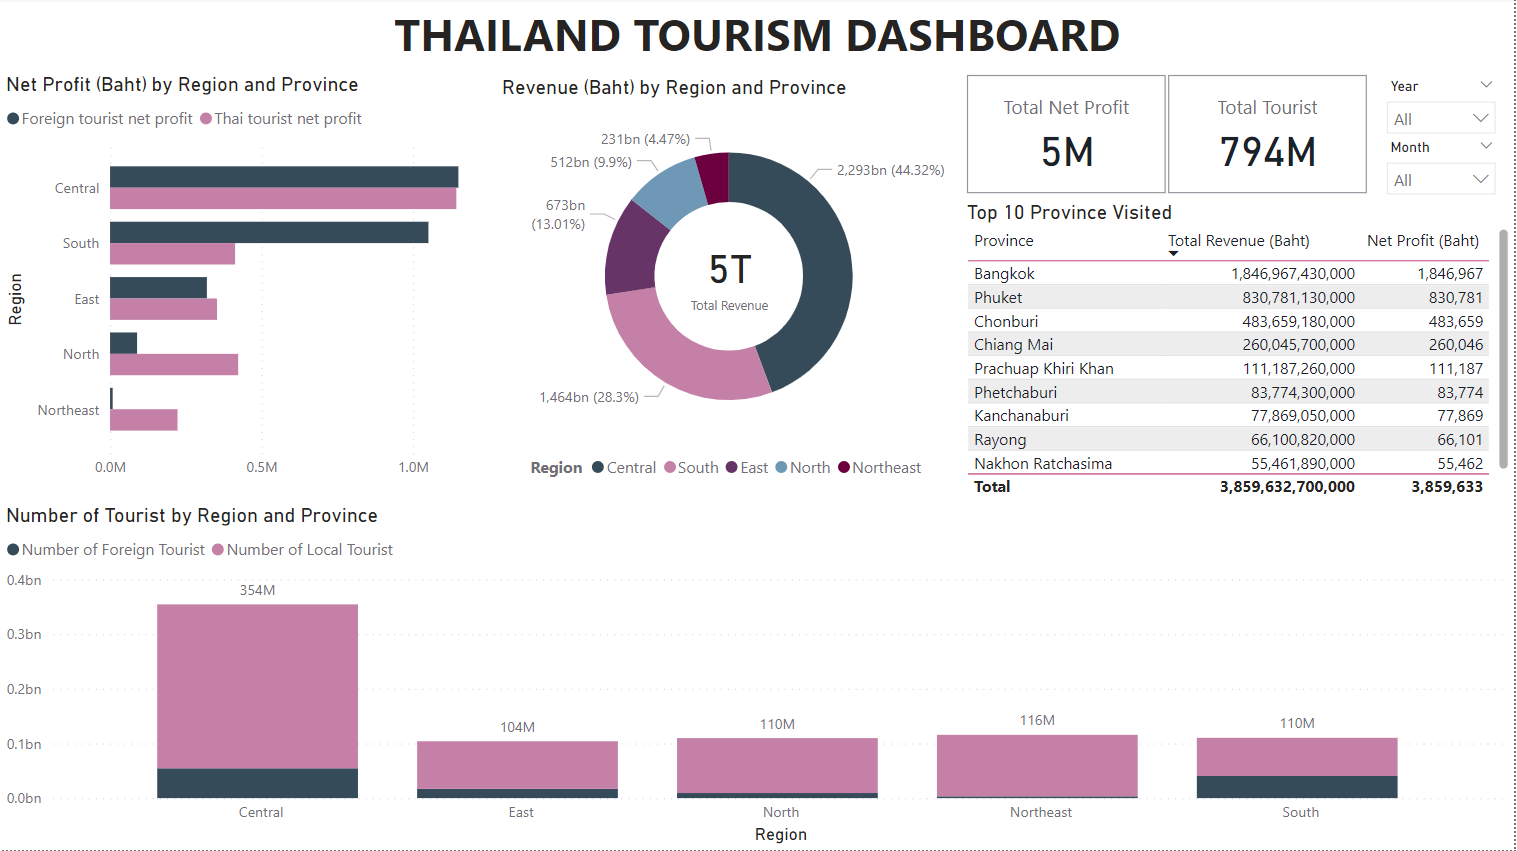 THAILAND TOURISM DASHBOARD
Net Profit (Baht) by Region and Province
Foreign tourist net profit Thai tourist net profit
Region
Central
South
East
North
Northeast
0.0M 0.5M 1.0M
Revenue (Baht) by Region and Province
231bn (4.47%)
512bn (9.9%)
2,293bn (44.32%)
673bn
(13.01%)
5T
Total Revenue
1,464bn (28.3%)
Region Central South East North Northeast
Total Net Profit
5M
Total Tourist
794M
Year
All
Month
All
Top 10 Province Visited
Province Total Revenue (Baht) Net Profit (Baht)
Bangkok 1,846,967,430,000 1,846,967
Phuket 830,781,130,000 830,781
Chonburi 483,659,180,000 483,659
Chiang Mai 260,045,700,000 260,046
Prachuap Khiri Khan 111,187,260,000 111,187
Phetchaburi 83,774,300,000 83,774
Kanchanaburi 77,869,050,000 77,869
Rayong 66,100,820,000 66,101
Nakhon Ratchasima 55,461,890,000 55,462
Total 3,859,632,700,000 3,859,633
Number of Tourist by Region and Province
Number of Foreign Tourist Number of Local Tourist
0.4bn
0.3bn
0.2bn
0.1bn
0.0bn
354M
104M
110M
116M
110M
Central East North Northeast South
Region